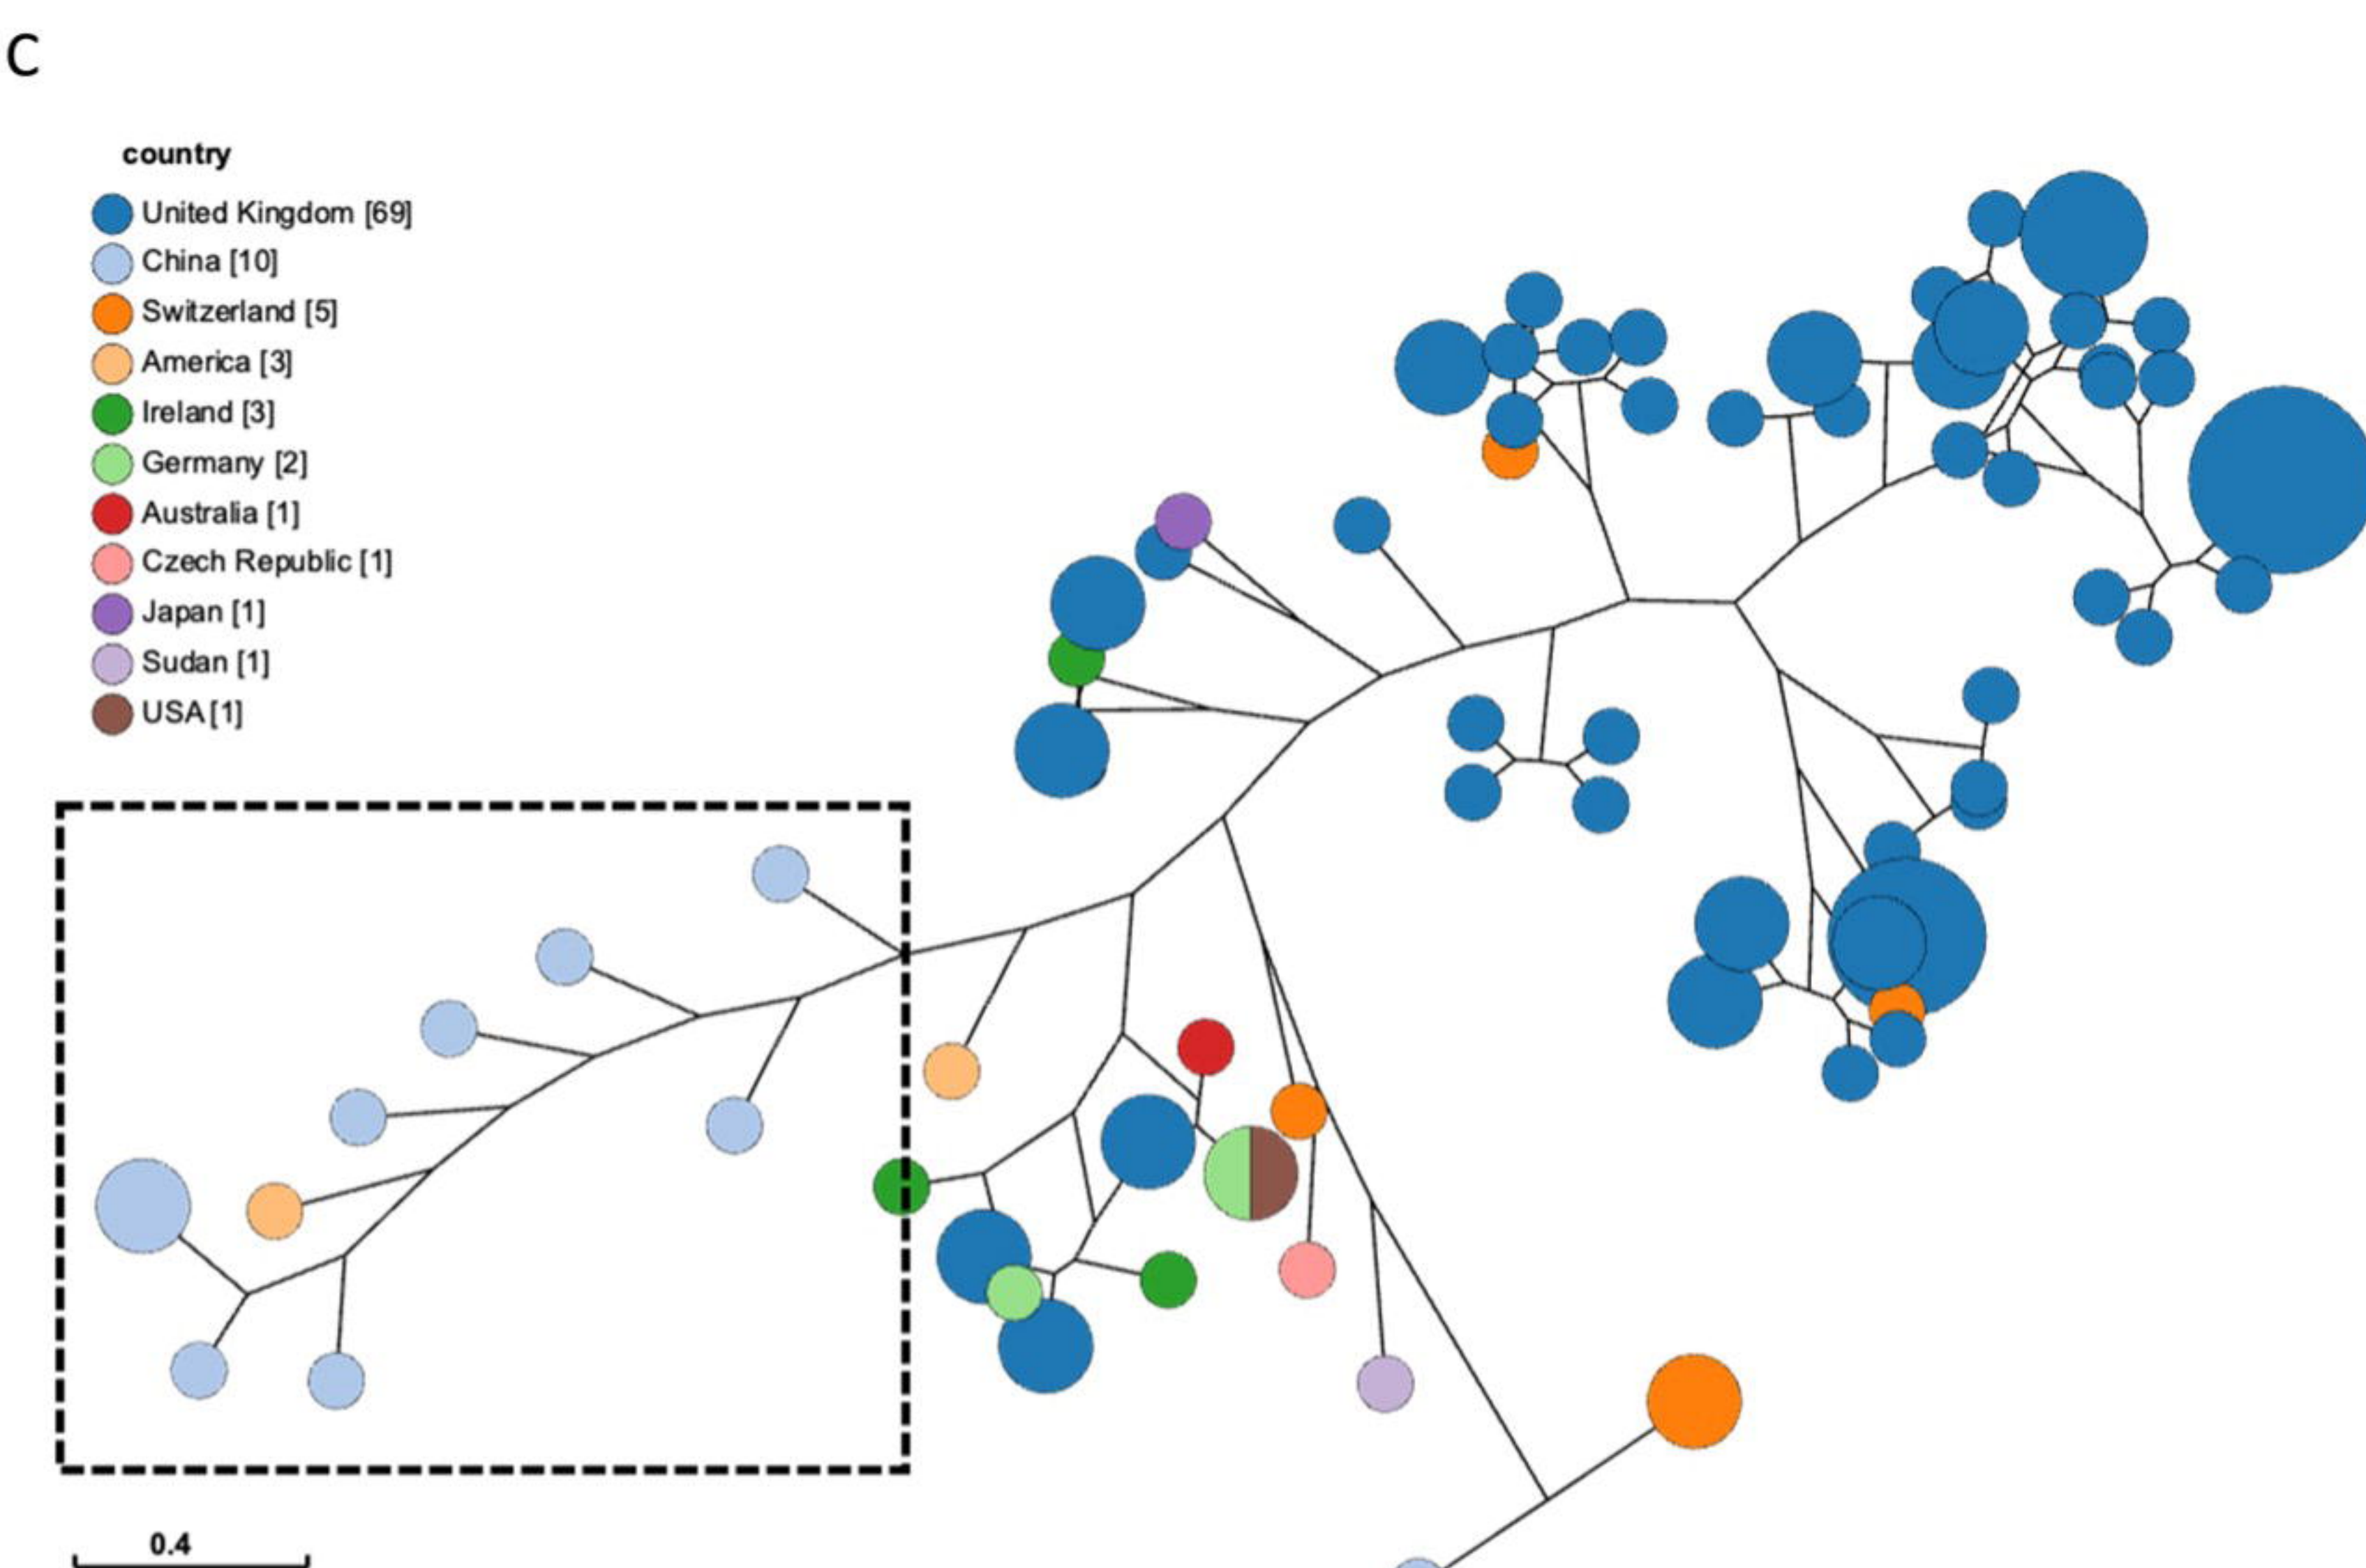 C
country
United Kingdom [69]
China [10]
Switzerland [5]
America [3]
Ireland [3]
Germany [2]
Australia [1]
Czech Republic [1]
Japan [1]
Sudan [1]
USA [1]
0.4